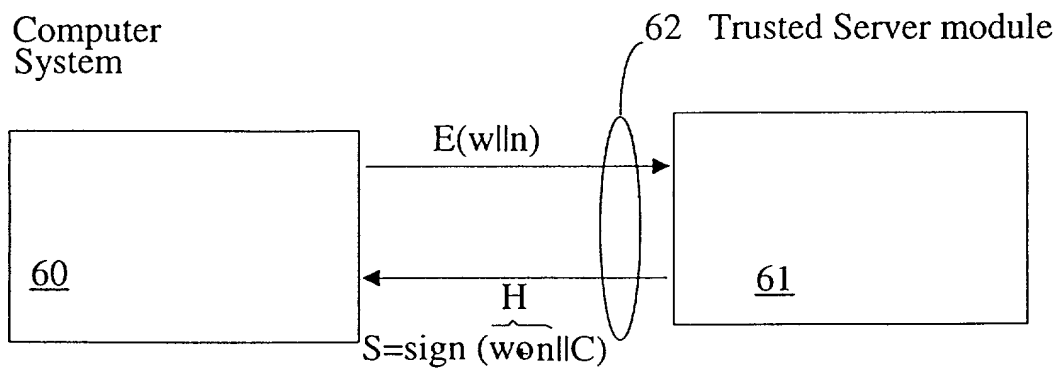 Computer
System
62 Trusted Server module
E(w||n)
60
61
H
S=sign (w⊕n||C)